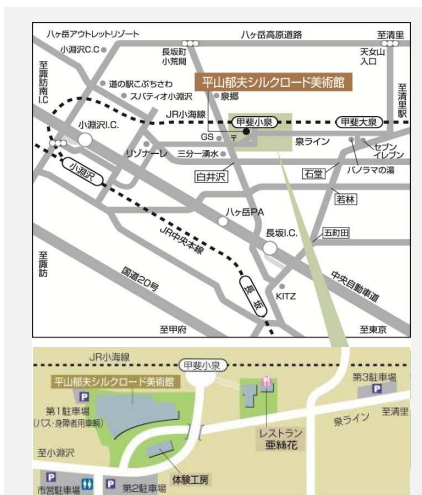 八ヶ岳アウトレットリゾート
八ヶ岳高原道路
至清里
小淵沢C.C
長坂町
小荒間
天女山
入口
至諏訪南I.C
道の駅こぶちさわ
スパティオ小淵沢
平山郁夫シルクロード美術館
泉郷
至清里駅
JR小海線
甲斐小泉
甲斐大泉
小淵沢I.C.
GS
〒
泉ライン
セブン
イレブン
リゾナーレ
三分一湧水
パノラマの湯
小淵沢
白井沢
石堂
若林
八ヶ岳PA
長坂I.C.
五町田
至諏訪
JR中央本線
国道20号
長坂
KITZ
中央自動車道
至甲府
至東京
JR小海線
甲斐小泉
平山郁夫シルクロード美術館
P
第3駐車場
P
第1駐車場
(バス・身障者用車輌)
レストラン
亜絲花
泉ライン
至清里
至小淵沢
P
市営駐車場
P
第2駐車場
体験工房